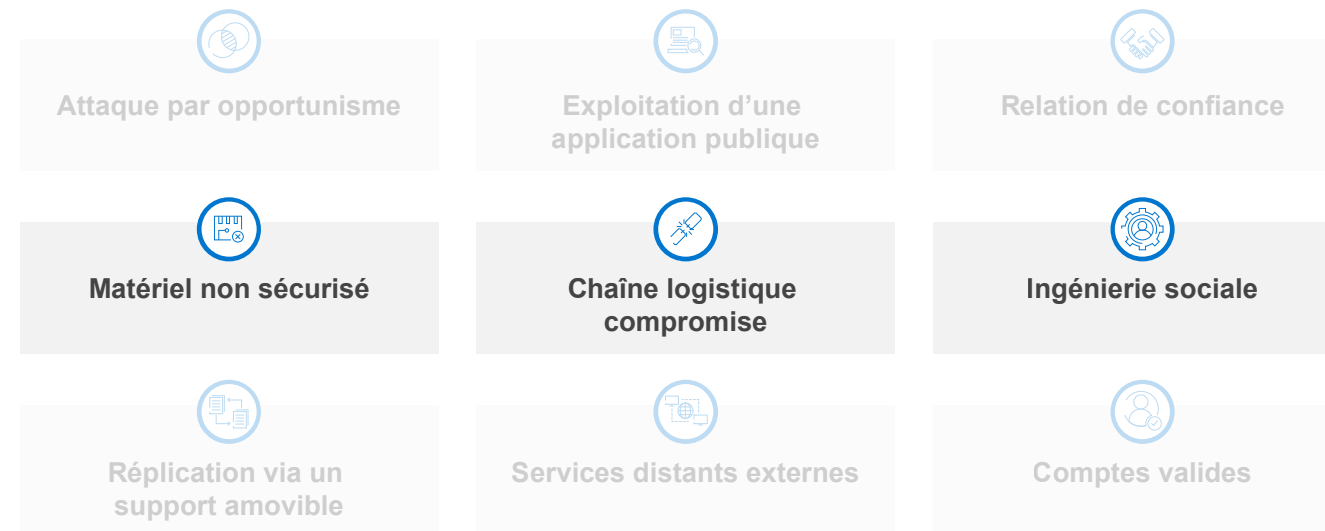 Attaque par opportunisme
Exploitation d’une
application publique
Relation de confiance
Matériel non sécurisé
Chaîne logistique
compromise
Ingénierie sociale
Réplication via un
support amovible
Services distants externes
Comptes valides